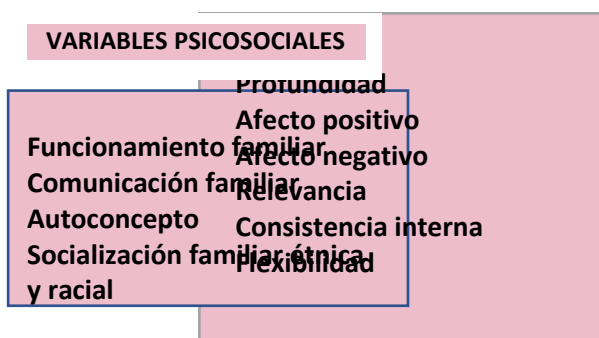 VARIABLES PSICOSOCIALES
Profundidad
Afecto positivo
Afecto negativo
Relevancia
Consistencia interna
Flexibilidad
Funcionamiento familiar
Comunicación familiar
Autoconcepto
Socialización familiar étnica
y racial